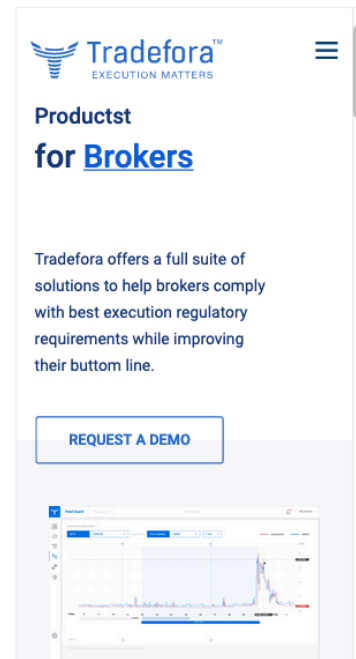 Tradefora™
EXECUTION MATTERS
Productst
for Brokers
Tradefora offers a full suite of
solutions to help brokers comply
with best execution regulatory
requirements while improving
their buttom line.
REQUEST A DEMO